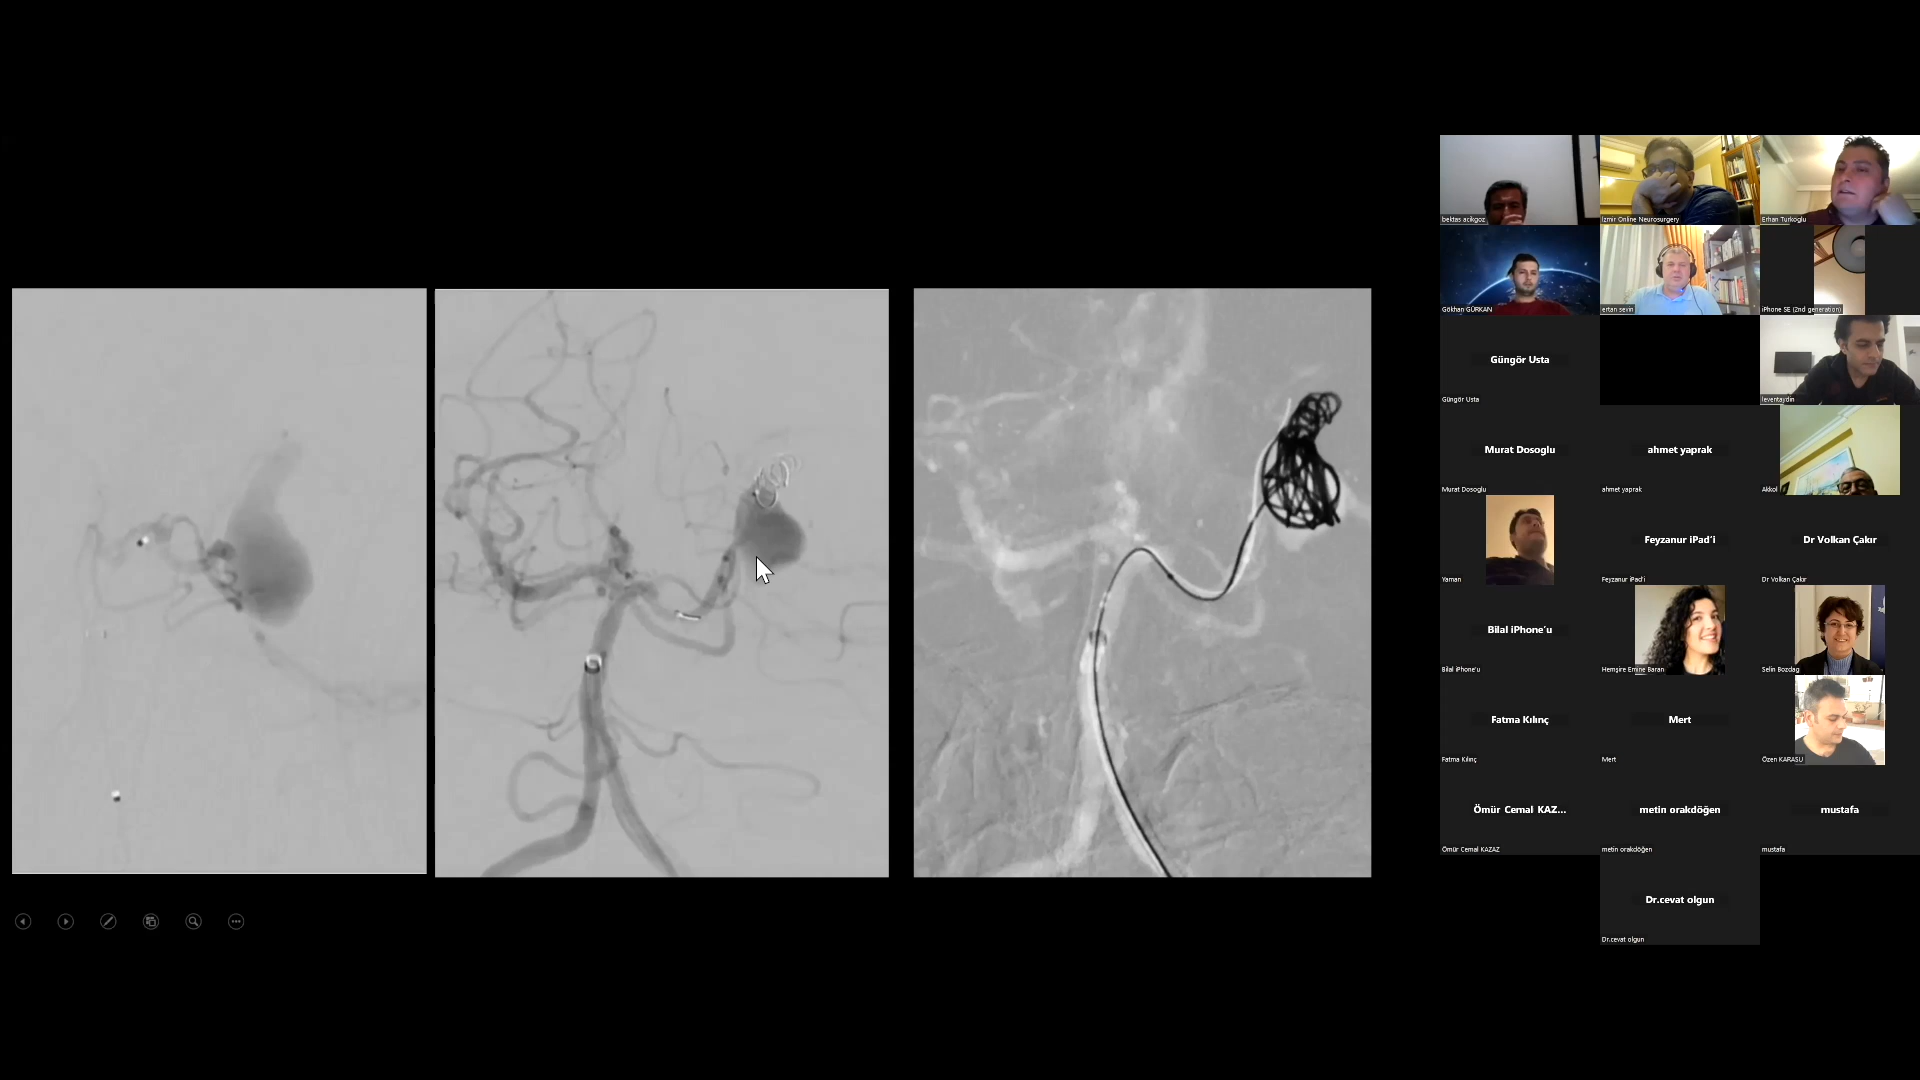 bektas acikgoz
Izmir Online Neurosurgery
Erhan Turkoglu
Gökhan GÜRKAN
ertan sevin
iPhone SE (2nd generation)
Güngör Usta
Güngör Usta
leventaydin
Murat Dosoglu
ahmet yaprak
Murat Dosoglu
ahmet yaprak
Akkol
Feyzanur iPad'i
Dr Volkan Çakır
Yaman
Feyzanur iPad'i
Dr Volkan Çakır
Bilal iPhone'u
Bilal iPhone'u
Hemşire Emine Baran
Selin Bozdag
Fatma Kılınç
Mert
Fatma Kılınç
Mert
Özen KARASU
Ömür Cemal KAZ...
metin orakdöğen
mustafa
Ömür Cemal KAZAZ
metin orakdöğen
mustafa
Dr.cevat olgun
Dr.cevat olgun